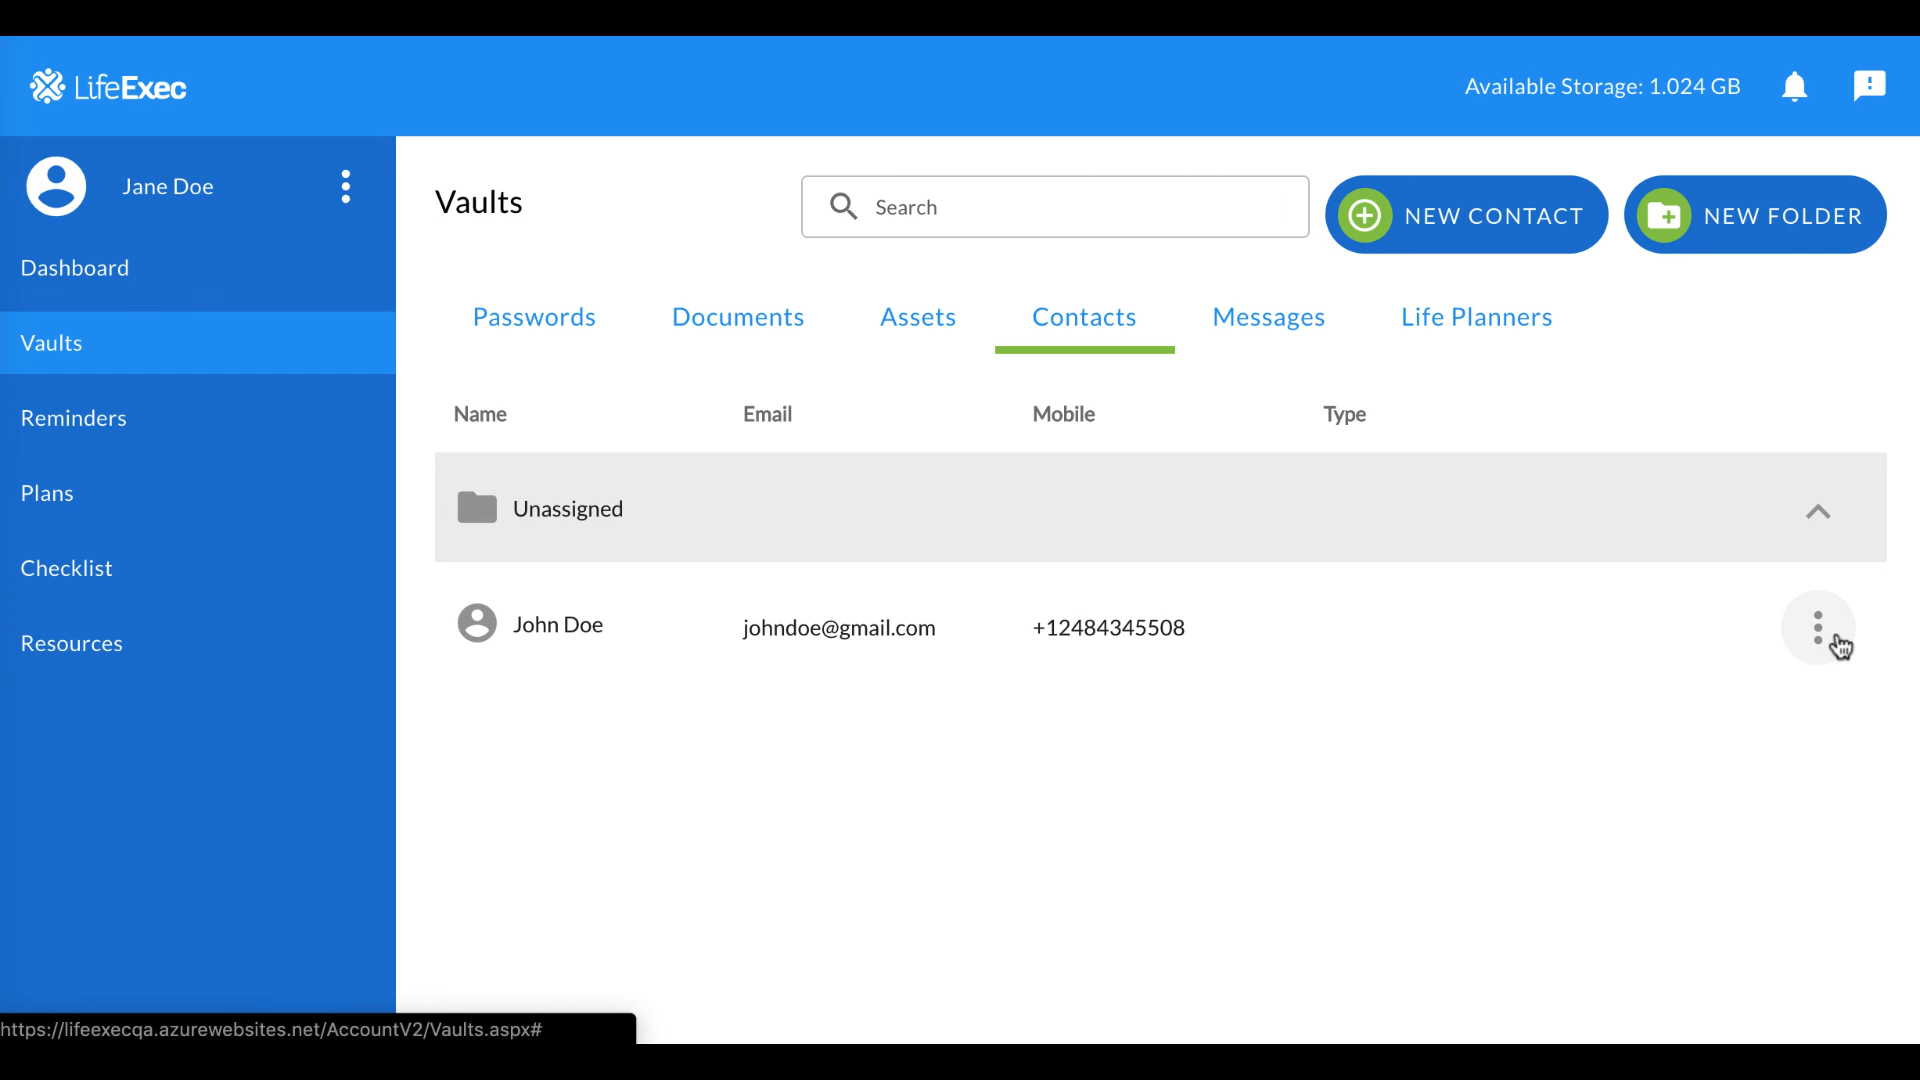 LifeExec
Available Storage: 1.024 GB
Jane Doe
Dashboard
Vaults
Reminders
Plans
Checklist
Resources
Vaults
Search
NEW CONTACT
NEW FOLDER
Passwords Documents Assets Contacts Messages Life Planners
Name Email Mobile Type
Unassigned
John Doe johndoe@gmail.com +12484345508
https://lifeexecqa.azurewebsites.net/AccountV2/Vaults.aspx#